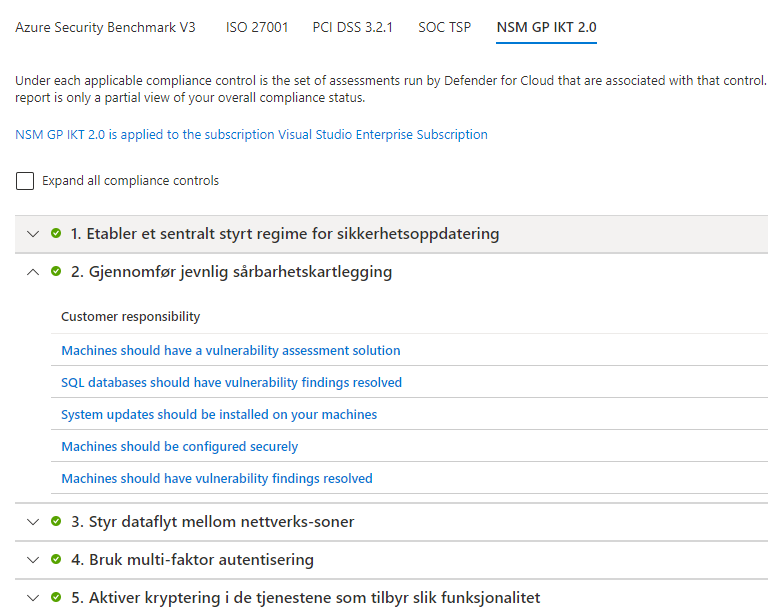 Azure Security Benchmark V3 ISO 27001 PCI DSS 3.2.1 SOC TSP NSM GP IKT 2.0
Under each applicable compliance control is the set of assessments run by Defender for Cloud that are associated with that control.
report is only a partial view of your overall compliance status.
NSM GP IKT 2.0 is applied to the subscription Visual Studio Enterprise Subscription
Expand all compliance controls
1. Etabler et sentralt styrt regime for sikkerhetsoppdatering
2. Gjennomfør jevnlig sårbarhetskartlegging
Customer responsibility
Machines should have a vulnerability assessment solution
SQL databases should have vulnerability findings resolved
System updates should be installed on your machines
Machines should be configured securely
Machines should have vulnerability findings resolved
3. Styr dataflyt mellom nettverks-soner
4. Bruk multi-faktor autentisering
5. Aktiver kryptering i de tjenestene som tilbyr slik funksjonalitet